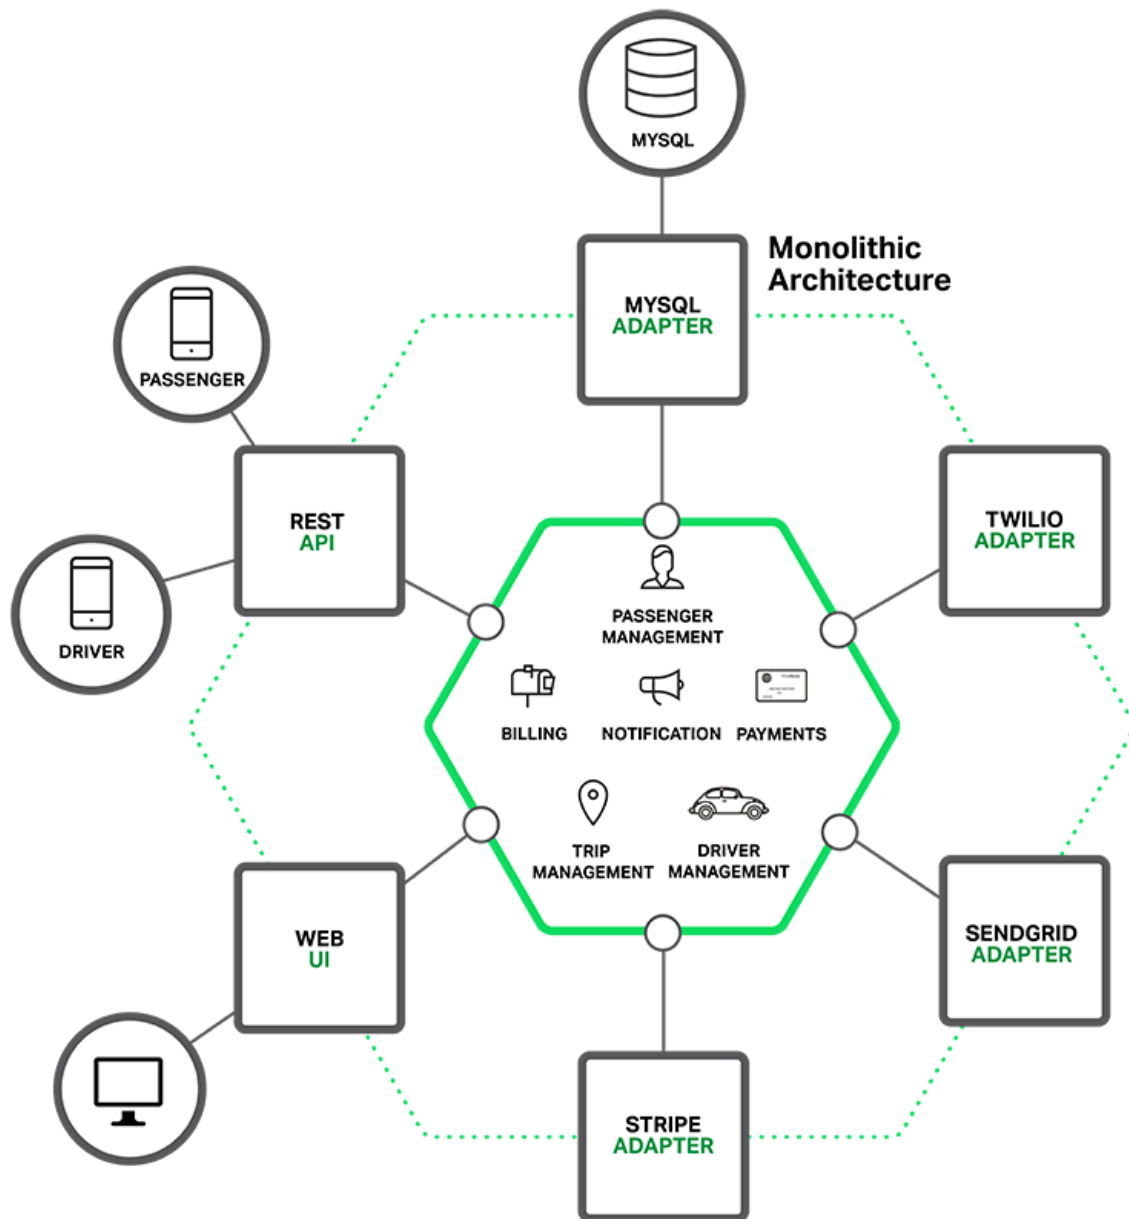 MYSQL
Monolithic
Architecture
MYSQL
ADAPTER
PASSENGER
REST
API
TWILIO
ADAPTER
DRIVER
PASSENGER
MANAGEMENT
BILLING
NOTIFICATION
PAYMENTS
TRIP
MANAGEMENT
DRIVER
MANAGEMENT
WEB
UI
SENDGRID
ADAPTER
STRIPE
ADAPTER